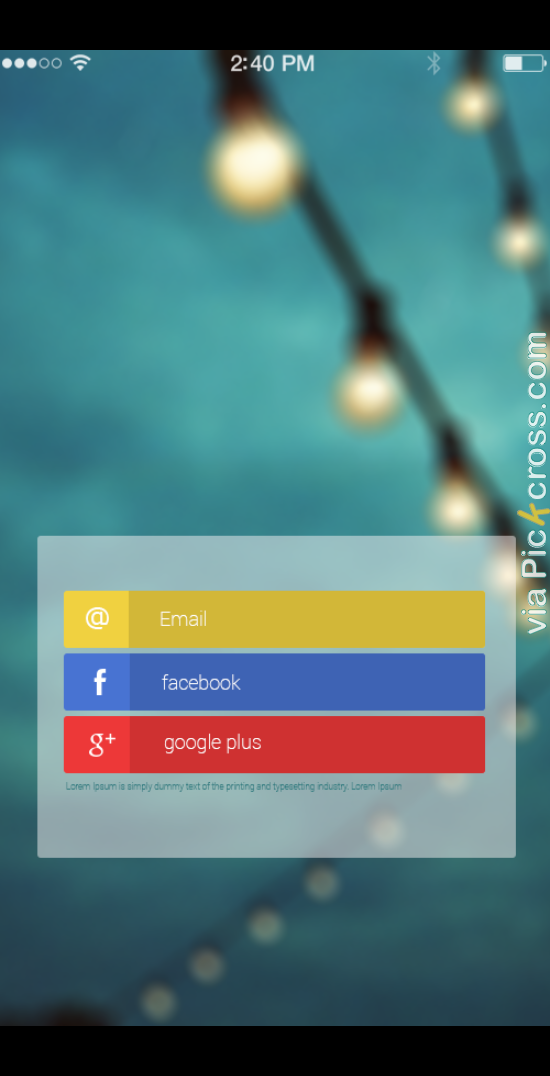 2:40 PM
via Pickcross.com
@ Email
f facebook
g+ google plus
Lorem Ipsum is simply dummy text of the printing and typesetting industry. Lorem Ipsum